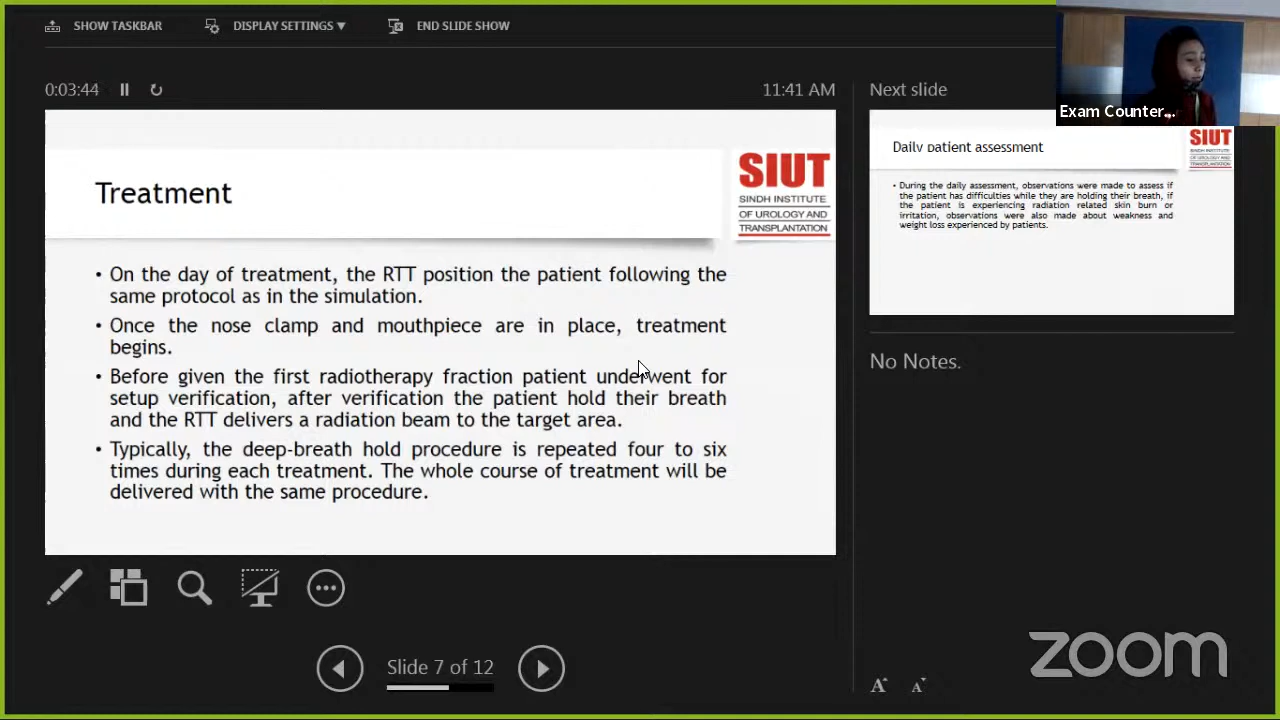 SHOW TASKBAR
DISPLAY SETTINGS ▼
END SLIDE SHOW
0:03:44
11:41 AM
Treatment
SIUT
SINDH INSTITUTE
OF UROLOGY AND
TRANSPLANTATION
• On the day of treatment, the RTT position the patient following the
same protocol as in the simulation.
• Once the nose clamp and mouthpiece are in place, treatment
begins.
• Before given the first radiotherapy fraction patient underwent for
setup verification, after verification the patient hold their breath
and the RTT delivers a radiation beam to the target area.
• Typically, the deep-breath hold procedure is repeated four to six
times during each treatment. The whole course of treatment will be
delivered with the same procedure.
Slide 7 of 12
Next slide
Exam Counter...
Daily patient assessment
SIUT
SINDH INSTITUTE
OF UROLOGY AND
TRANSPLANTATION
• During the daily assessment, observations were made to assess if
the patient has difficulties while they are holding their breath, if
the patient is experiencing radiation related skin burn or
irritation, observations were also made about weakness and
weight loss experienced by patients.
No Notes.
zoom
A A